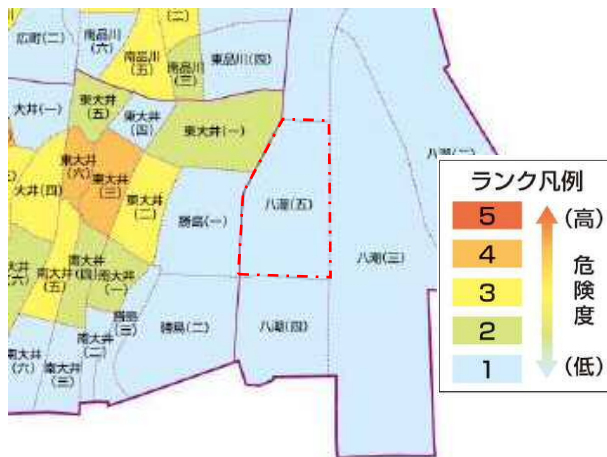 広町(二)
南品川
(六)
(二)
南品川
(五)
南品川
(三)
東品川(四)
大井(一)
東大井
(五)
東大井
(四)
東大井(一)
東大井
(六)
東大井
(三)
大井(四)
東大井
(二)
勝島(一)
八潮(五)
八潮(二)
八潮(三)
南大井
(五)
南大井
(四)
南大井
(一)
(六)
勝島
(三)
南大井
(二)
勝島(二)
八潮(四)
南大井
(六)
南大井
(三)
ランク凡例
5
4
3
2
1
(高)
危
険
度
(低)